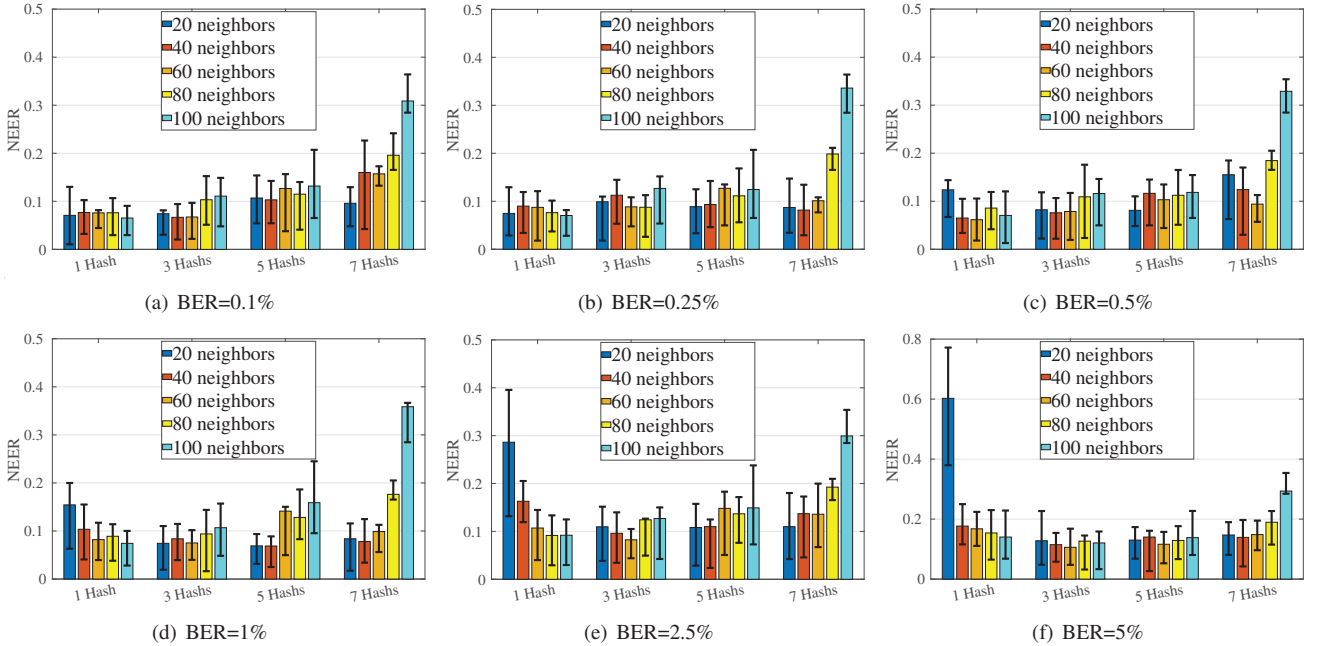 0.5
0.4
0.3
0.2
0.1
0
NEER
20 neighbors
40 neighbors
60 neighbors
80 neighbors
100 neighbors
1 Hash
3 Hashs
5 Hashs
7 Hashs
(a) BER=0.1%
0.5
0.4
0.3
0.2
0.1
0
NEER
20 neighbors
40 neighbors
60 neighbors
80 neighbors
100 neighbors
1 Hash
3 Hashs
5 Hashs
7 Hashs
(b) BER=0.25%
0.5
0.4
0.3
0.2
0.1
0
NEER
20 neighbors
40 neighbors
60 neighbors
80 neighbors
100 neighbors
1 Hash
3 Hashs
5 Hashs
7 Hashs
(c) BER=0.5%
0.5
0.4
0.3
0.2
0.1
0
NEER
20 neighbors
40 neighbors
60 neighbors
80 neighbors
100 neighbors
1 Hash
3 Hashs
5 Hashs
7 Hashs
(d) BER=1%
0.5
0.4
0.3
0.2
0.1
0
NEER
20 neighbors
40 neighbors
60 neighbors
80 neighbors
100 neighbors
1 Hash
3 Hashs
5 Hashs
7 Hashs
(e) BER=2.5%
0.8
0.6
0.4
0.2
0
NEER
20 neighbors
40 neighbors
60 neighbors
80 neighbors
100 neighbors
1 Hash
3 Hashs
5 Hashs
7 Hashs
(f) BER=5%